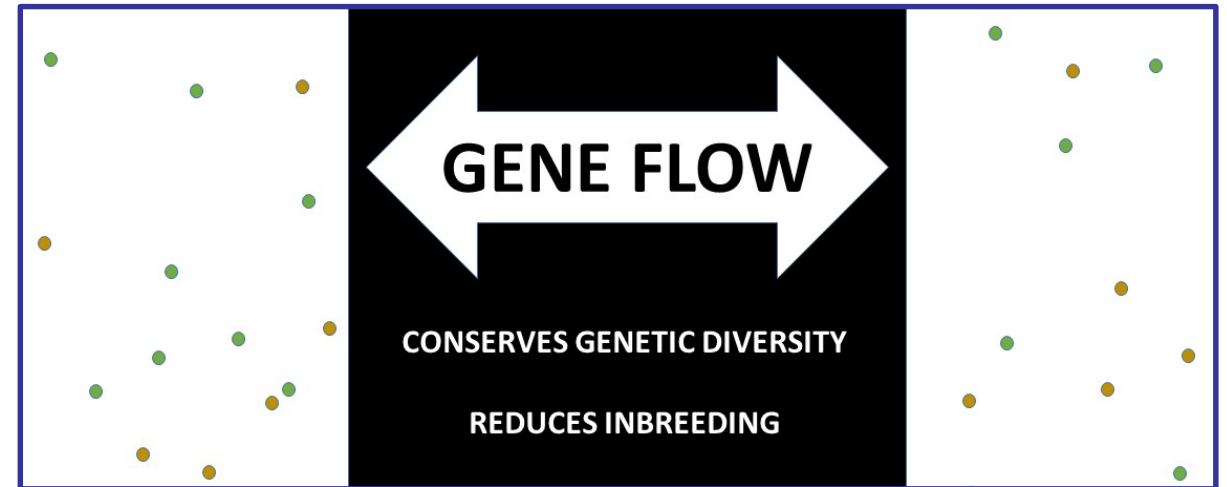 GENE FLOW
CONSERVES GENETIC DIVERSITY
REDUCES INBREEDING